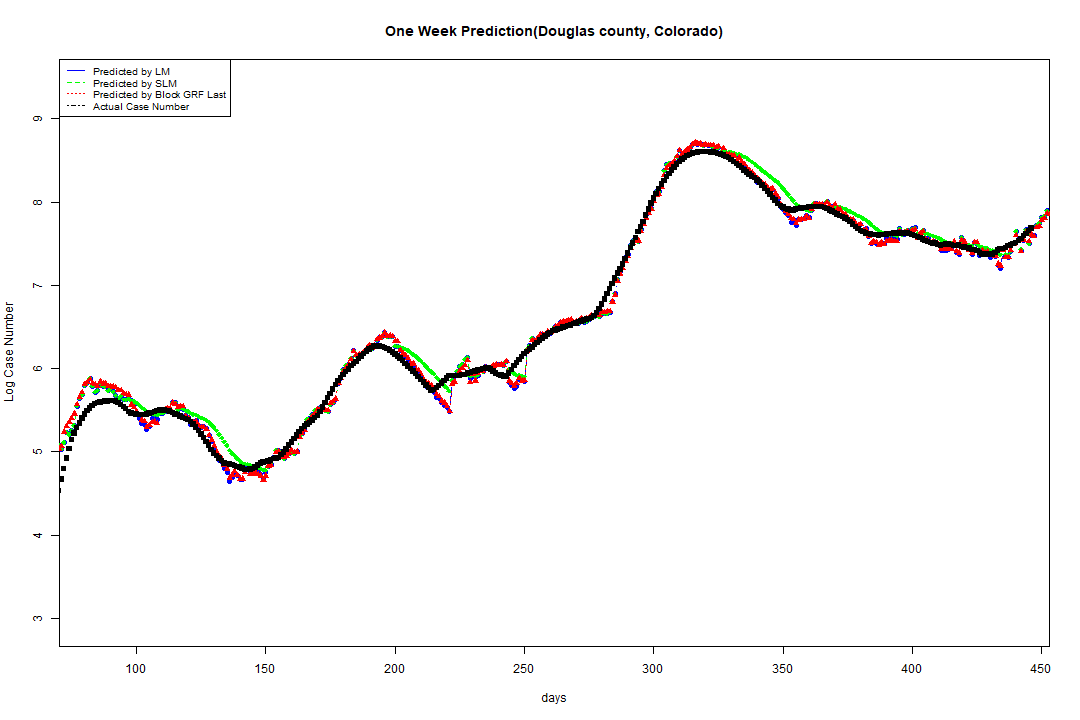 One Week Prediction(Douglas county, Colorado)
Predicted by LM
Predicted by SLM
Predicted by Block GRF Last
Actual Case Number
9
8
7
6
5
4
3
Log Case Number
100 150 200 250 300 350 400 450
days